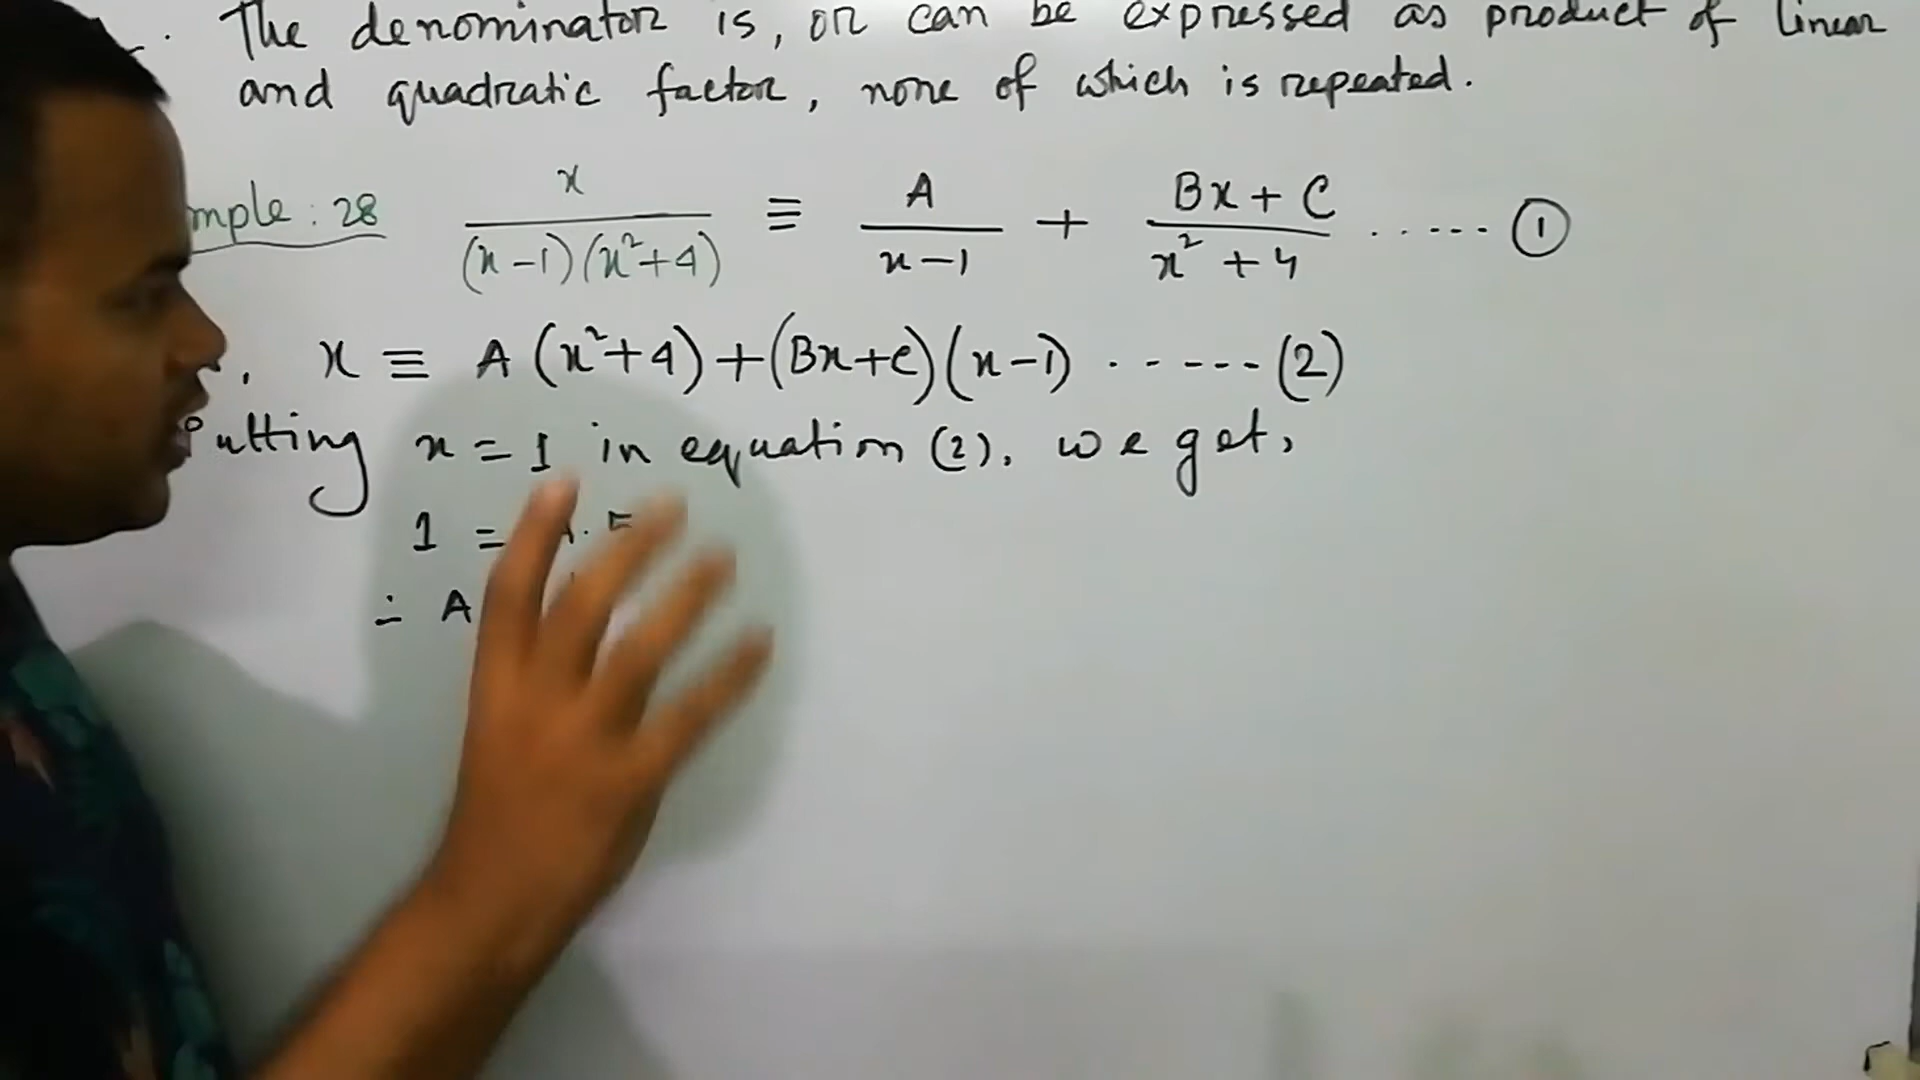 The denominator is, or can be expressed as product of linear
and quadratic factor, none of which is repeated.
mple : 28 x / (x-1)(x²+4) ≡ A / x-1 + Bx + C / x² + 4 ...... ①
, x ≡ A (x²+4) + (Bx+c)(x-1) ...... (2)
Putting x = 1 in equation (2), we get,
1 =
∴ A